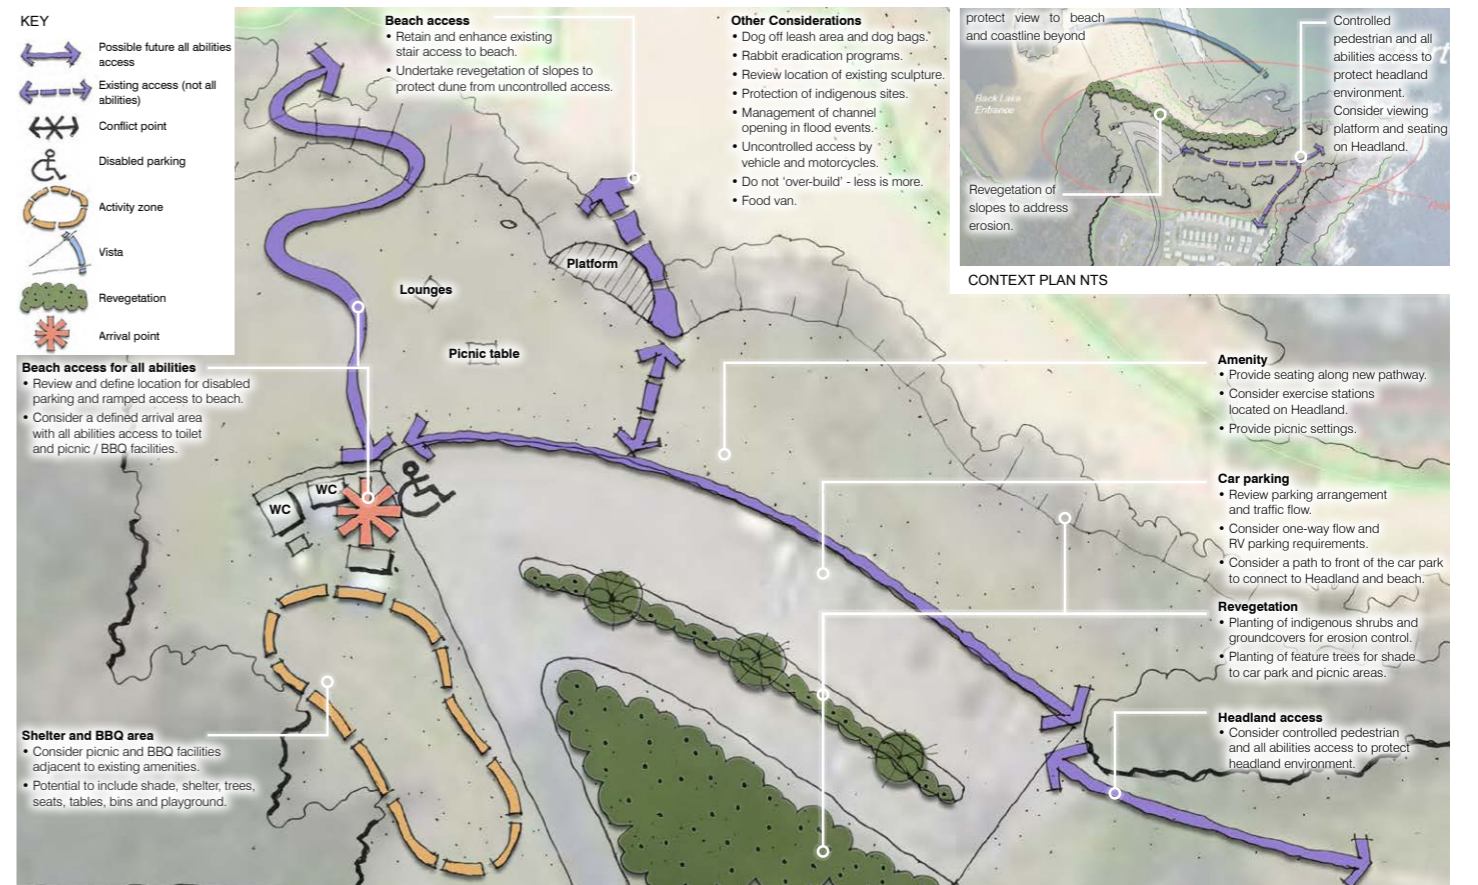 KEY
Possible future all abilities
access
Existing access (not all
abilities)
Conflict point
Disabled parking
Activity zone
Vista
Revegetation
Arrival point
Beach access
• Retain and enhance existing
stair access to beach.
• Undertake revegetation of slopes to
protect dune from uncontrolled access.
Other Considerations
• Dog off leash area and dog bags.
• Rabbit eradication programs.
• Review location of existing sculpture.
• Protection of indigenous sites.
• Management of channel
opening in flood events.
• Uncontrolled access by
vehicle and motorcycles.
• Do not 'over-build' - less is more.
• Food van.
protect view to beach
and coastline beyond
Back Lake
Entrance
Revegetation of
slopes to address
erosion.
Controlled
pedestrian and all
abilities access to
protect headland
environment.
Consider viewing
platform and seating
on Headland.
CONTEXT PLAN NTS
Platform
Lounges
Picnic table
Beach access for all abilities
• Review and define location for disabled
parking and ramped access to beach.
• Consider a defined arrival area
with all abilities access to toilet
and picnic / BBQ facilities.
WC
WC
Amenity
• Provide seating along new pathway.
• Consider exercise stations
located on Headland.
• Provide picnic settings.
Car parking
• Review parking arrangement
and traffic flow.
• Consider one-way flow and
RV parking requirements.
• Consider a path to front of the car park
to connect to Headland and beach.
Revegetation
• Planting of indigenous shrubs and
groundcovers for erosion control.
• Planting of feature trees for shade
to car park and picnic areas.
Headland access
• Consider controlled pedestrian
and all abilities access to protect
headland environment.
Shelter and BBQ area
• Consider picnic and BBQ facilities
adjacent to existing amenities.
• Potential to include shade, shelter, trees,
seats, tables, bins and playground.